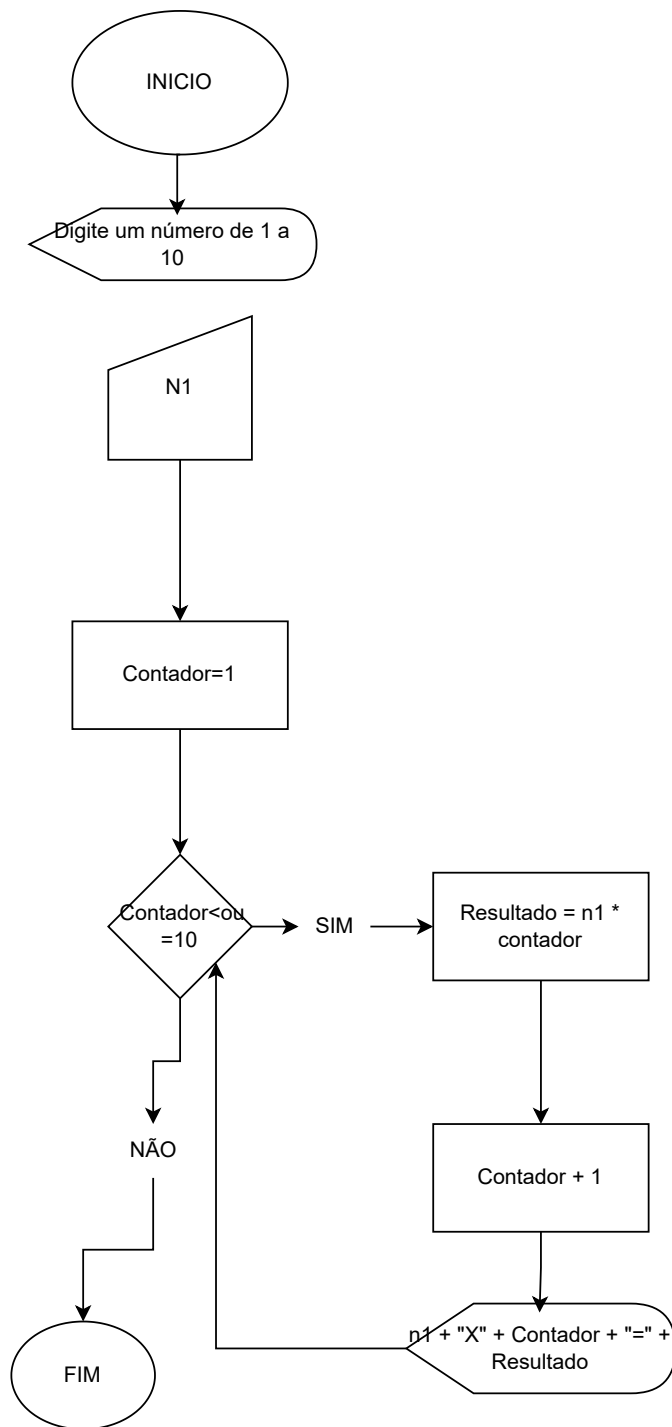 INICIO
Digite um número de 1 a
10
N1
Contador=1
Contador<ou
=10
SIM
Resultado = n1 *
contador
Contador + 1
n1 + "X" + Contador + "=" +
Resultado
NÃO
FIM